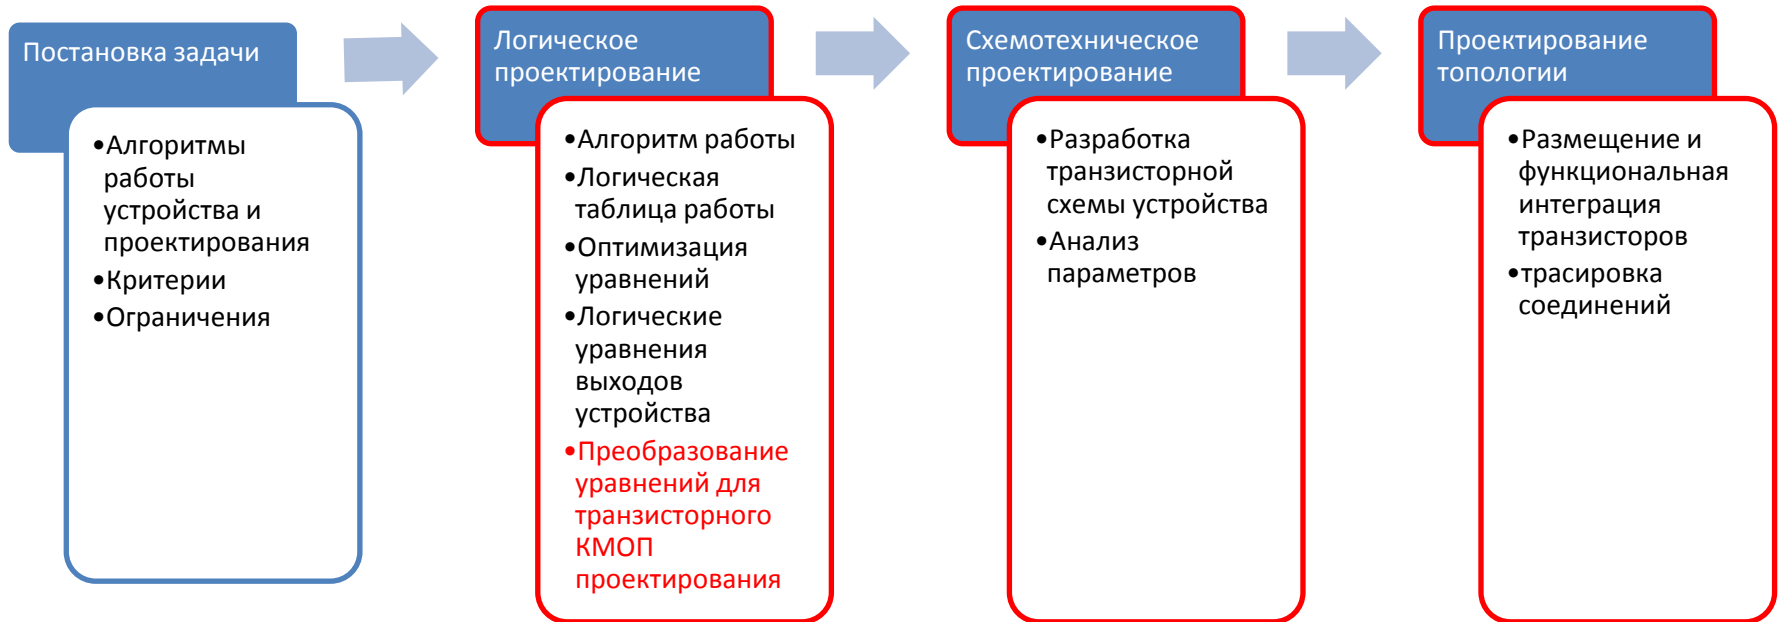 Постановка задачи
•Алгоритмы
работы
устройства и
проектирования
•Критерии
•Ограничения
Логическое
проектирование
•Алгоритм работы
•Логическая
таблица работы
•Оптимизация
уравнений
•Логические
уравнения
выходов
устройства
•Преобразование
уравнений для
транзисторного
КМОП
проектирования
Схемотехническое
проектирование
•Разработка
транзисторной
схемы устройства
•Анализ
параметров
Проектирование
топологии
•Размещение и
функциональная
интеграция
транзисторов
•трасировка
соединений